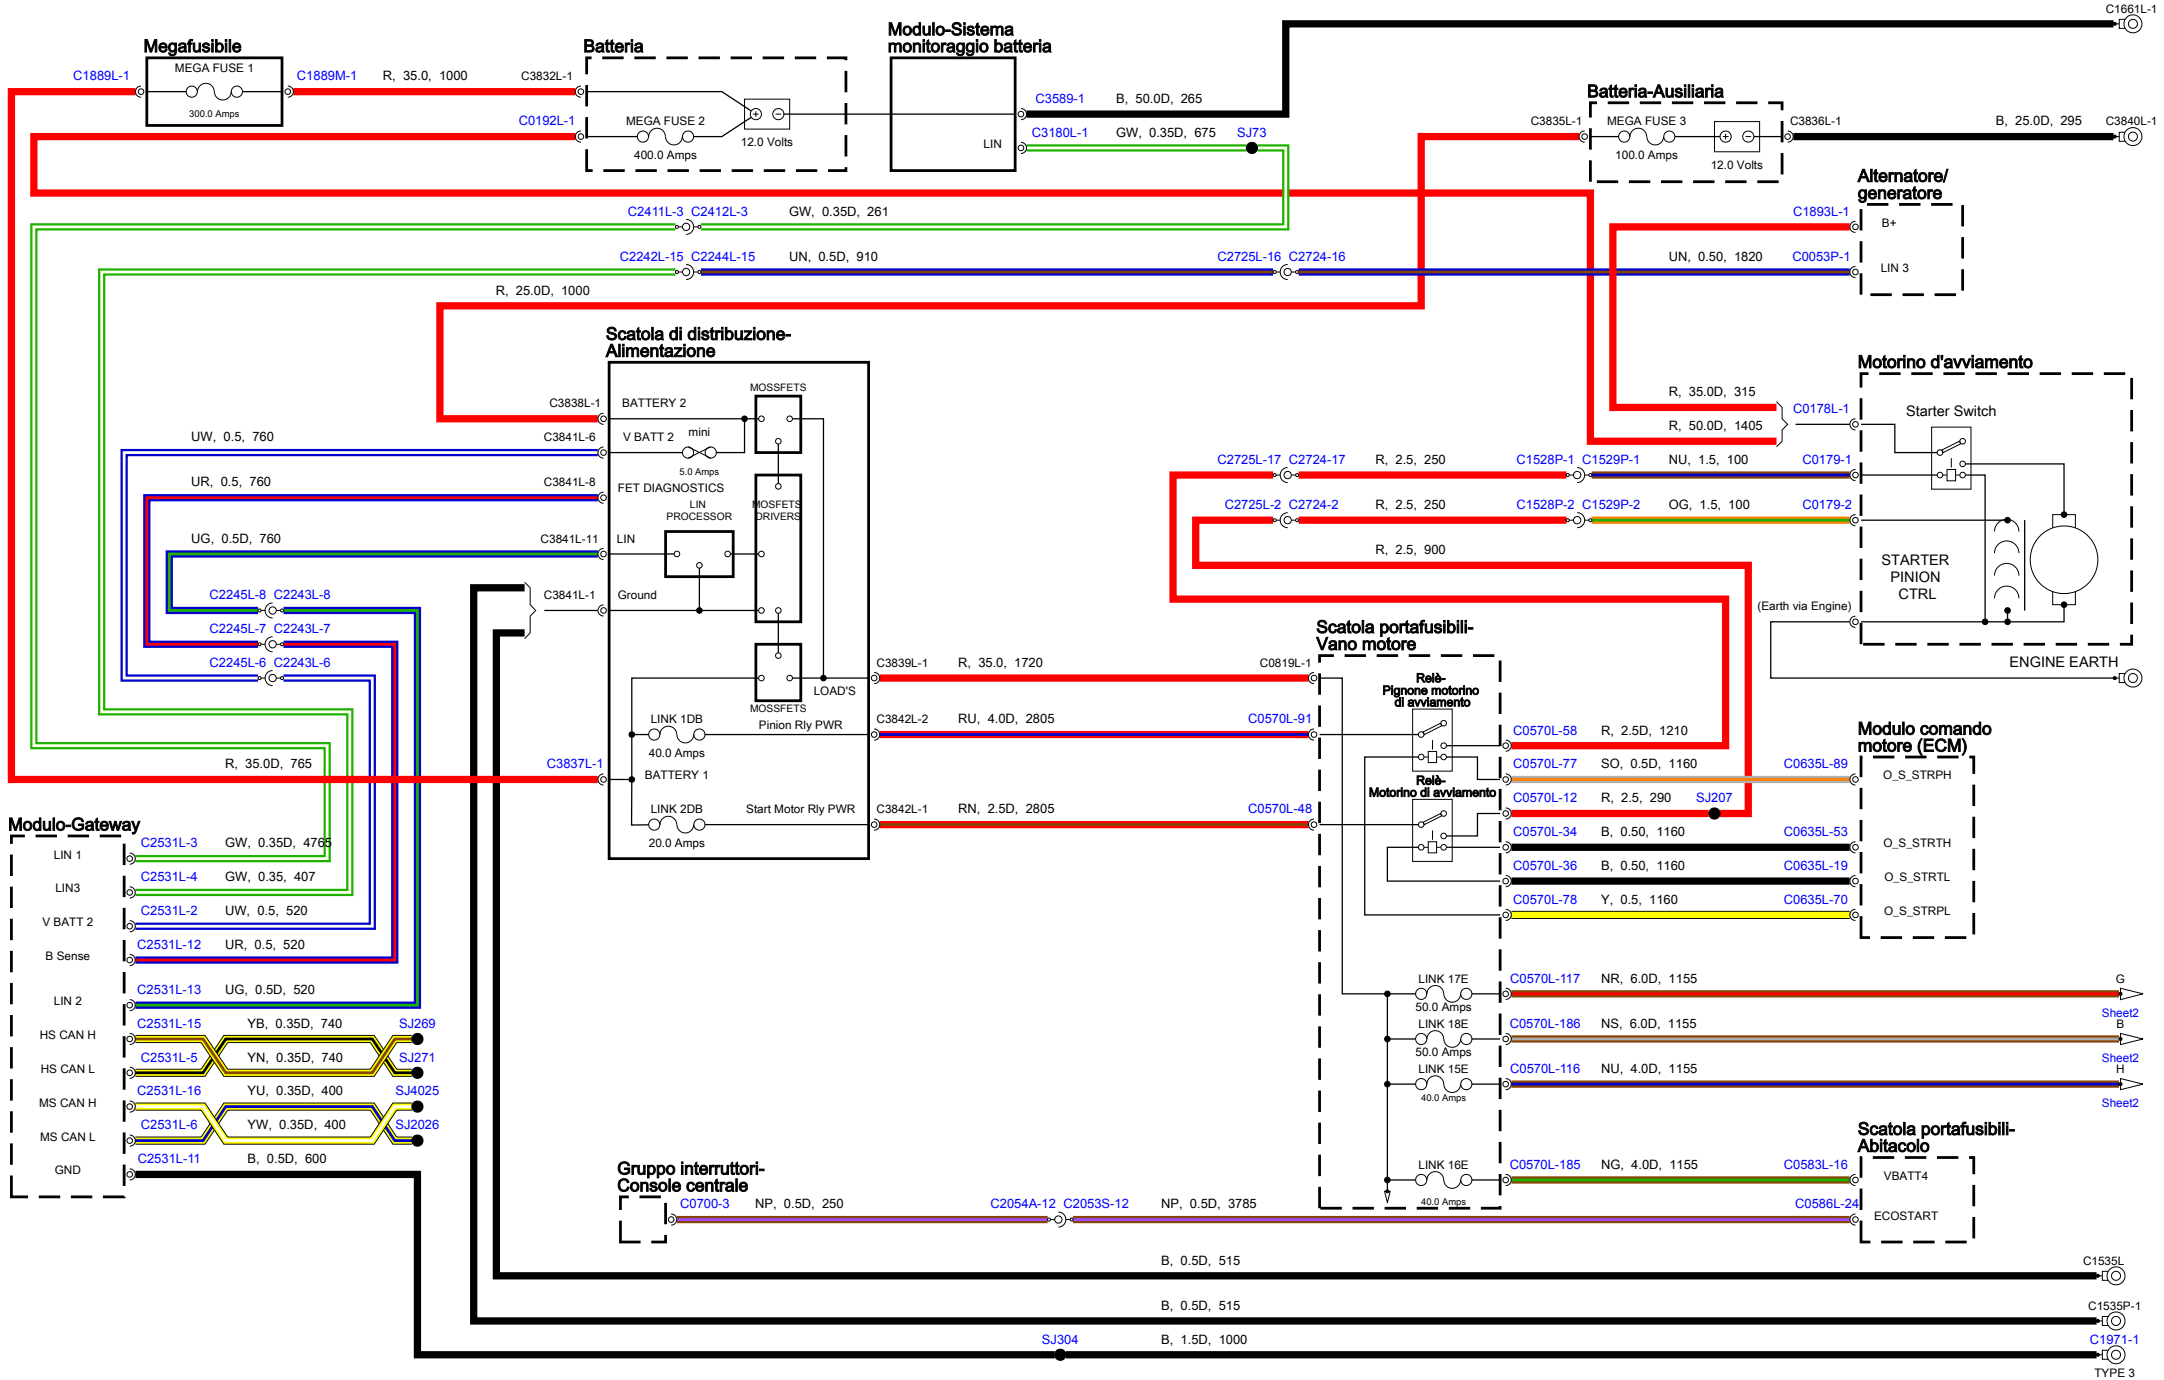 C1661L-1
Modulo-Sistema
monitoraggio batteria
Megafusibile
Batteria
C1889L-1
MEGA FUSE 1
300.0 Amps
C1889M-1
R, 35.0, 1000
C3832L-1
C0192L-1
MEGA FUSE 2
400.0 Amps
12.0 Volts
LIN
C3589-1
B, 50.0D, 265
C3180L-1
GW, 0.35D, 675
SJ73
Batteria-Ausiliaria
C3835L-1
MEGA FUSE 3
100.0 Amps
12.0 Volts
C3836L-1
B, 25.0D, 295
C3840L-1
Alternatore/
generatore
C1893L-1
B+
C2411L-3 C2412L-3
GW, 0.35D, 261
C2242L-15 C2244L-15
UN, 0.5D, 910
C2725L-16 C2724-16
UN, 0.50, 1820
C0053P-1
LIN 3
R, 25.0D, 1000
Scatola di distribuzione-
Alimentazione
C3838L-1
BATTERY 2
MOSSFETS
UW, 0.5, 760
C3841L-6
V BATT 2
mini
5.0 Amps
UR, 0.5, 760
C3841L-8
FET DIAGNOSTICS
LIN
PROCESSOR
MOSFETS
DRIVERS
UG, 0.5D, 760
C3841L-11
LIN
C3841L-1
Ground
C2245L-8 C2243L-8
C2245L-7 C2243L-7
C2245L-6 C2243L-6
MOSSFETS
LOAD'S
Pinion Rly PWR
LINK 1DB
40.0 Amps
R, 35.0D, 765
C3837L-1
BATTERY 1
LINK 2DB
20.0 Amps
Start Motor Rly PWR
C3839L-1
R, 35.0, 1720
C0819L-1
C3842L-2
RU, 4.0D, 2805
C0570L-91
C3842L-1
RN, 2.5D, 2805
C0570L-48
Motorino d'avviamento
R, 35.0D, 315
R, 50.0D, 1405
C0178L-1
Starter Switch
C2725L-17 C2724-17
R, 2.5, 250
C1528P-1 C1529P-1
NU, 1.5, 100
C0179-1
C2725L-2 C2724-2
R, 2.5, 250
C1528P-2 C1529P-2
OG, 1.5, 100
C0179-2
R, 2.5, 900
STARTER
PINION
CTRL
(Earth via Engine)
ENGINE EARTH
Scatola portafusibili-
Vano motore
Relè-
Pignone motorino
di avviamento
Relè-
Motorino di avviamento
C0570L-58
R, 2.5D, 1210
C0570L-77
SO, 0.5D, 1160
C0635L-89
C0570L-12
R, 2.5, 290
SJ207
C0570L-34
B, 0.50, 1160
C0635L-53
C0570L-36
B, 0.50, 1160
C0635L-19
C0570L-78
Y, 0.5, 1160
C0635L-70
Modulo comando
motore (ECM)
O_S_STRPH
O_S_STRTH
O_S_STRTL
O_S_STRPL
Modulo-Gateway
LIN 1
C2531L-3
GW, 0.35D, 4765
LIN3
C2531L-4
GW, 0.35, 407
V BATT 2
C2531L-2
UW, 0.5, 520
B Sense
C2531L-12
UR, 0.5, 520
LIN 2
C2531L-13
UG, 0.5D, 520
HS CAN H
C2531L-15
YB, 0.35D, 740
SJ269
HS CAN L
C2531L-5
YN, 0.35D, 740
SJ271
MS CAN H
C2531L-16
YU, 0.35D, 400
SJ4025
MS CAN L
C2531L-6
YW, 0.35D, 400
SJ2026
GND
C2531L-11
B, 0.5D, 600
LINK 17E
50.0 Amps
C0570L-117
NR, 6.0D, 1155
G
Sheet2
LINK 18E
50.0 Amps
C0570L-186
NS, 6.0D, 1155
B
Sheet2
LINK 15E
40.0 Amps
C0570L-116
NU, 4.0D, 1155
H
Sheet2
LINK 16E
40.0 Amps
C0570L-185
NG, 4.0D, 1155
C0583L-16
Scatola portafusibili-
Abitacolo
VBATT4
C0586L-24
ECOSTART
Gruppo interruttori-
Console centrale
C0700-3
NP, 0.5D, 250
C2054A-12 C2053S-12
NP, 0.5D, 3785
B, 0.5D, 515
C1535L
B, 0.5D, 515
C1535P-1
SJ304
B, 1.5D, 1000
C1971-1
TYPE 3